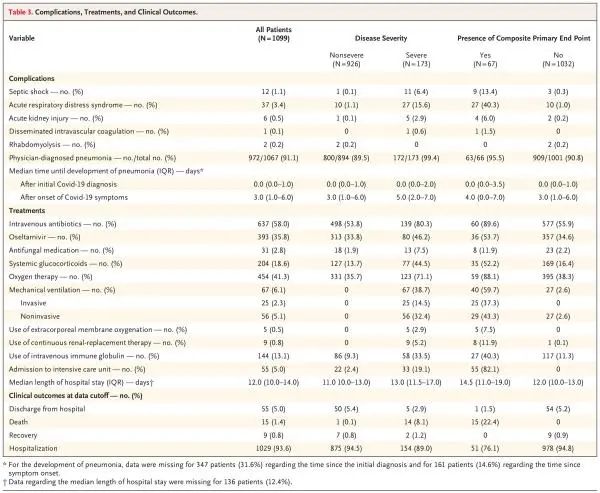 Table 3. Complications, Treatments, and Clinical Outcomes.
Variable All Patients (N=1099) Disease Severity Presence of Composite Primary End Point
Nonsevere (N=926) Severe (N=173) Yes (N=67) No (N=1032)
Complications
Septic shock — no. (%) 12 (1.1) 1 (0.1) 11 (6.4) 9 (13.4) 3 (0.3)
Acute respiratory distress syndrome — no. (%) 37 (3.4) 10 (1.1) 27 (15.6) 27 (40.3) 10 (1.0)
Acute kidney injury — no. (%) 6 (0.5) 1 (0.1) 5 (2.9) 4 (6.0) 2 (0.2)
Disseminated intravascular coagulation — no. (%) 1 (0.1) 0 1 (0.6) 1 (1.5) 0
Rhabdomyolysis — no. (%) 2 (0.2) 2 (0.2) 0 0 2 (0.2)
Physician-diagnosed pneumonia — no./total no. (%) 972/1067 (91.1) 800/894 (89.5) 172/173 (99.4) 63/66 (95.5) 909/1001 (90.8)
Median time until development of pneumonia (IQR) — days*
After initial Covid-19 diagnosis 0.0 (0.0–1.0) 0.0 (0.0–1.0) 0.0 (0.0–2.0) 0.0 (0.0–3.5) 0.0 (0.0–1.0)
After onset of Covid-19 symptoms 3.0 (1.0–6.0) 3.0 (1.0–6.0) 5.0 (2.0–7.0) 4.0 (0.0–7.0) 3.0 (1.0–6.0)
Treatments
Intravenous antibiotics — no. (%) 637 (58.0) 498 (53.8) 139 (80.3) 60 (89.6) 577 (55.9)
Oseltamivir — no. (%) 393 (35.8) 313 (33.8) 80 (46.2) 36 (53.7) 357 (34.6)
Antifungal medication — no. (%) 31 (2.8) 18 (1.9) 13 (7.5) 8 (11.9) 23 (2.2)
Systemic glucocorticoids — no. (%) 204 (18.6) 127 (13.7) 77 (44.5) 35 (52.2) 169 (16.4)
Oxygen therapy — no. (%) 454 (41.3) 331 (35.7) 123 (71.1) 59 (88.1) 395 (38.3)
Mechanical ventilation — no. (%) 67 (6.1) 0 67 (38.7) 40 (59.7) 27 (2.6)
Invasive 25 (2.3) 0 25 (14.5) 25 (37.3) 0
Noninvasive 56 (5.1) 0 56 (32.4) 29 (43.3) 27 (2.6)
Use of extracorporeal membrane oxygenation — no. (%) 5 (0.5) 0 5 (2.9) 5 (7.5) 0
Use of continuous renal-replacement therapy — no. (%) 9 (0.8) 0 9 (5.2) 8 (11.9) 1 (0.1)
Use of intravenous immune globulin — no. (%) 144 (13.1) 86 (9.3) 58 (33.5) 27 (40.3) 117 (11.3)
Admission to intensive care unit — no. (%) 55 (5.0) 22 (2.4) 33 (19.1) 55 (82.1) 0
Median length of hospital stay (IQR) — days† 12.0 (10.0–14.0) 11.0 (10.0–13.0) 13.0 (11.5–17.0) 14.5 (11.0–19.0) 12.0 (10.0–13.0)
Clinical outcomes at data cutoff — no. (%)
Discharge from hospital 55 (5.0) 50 (5.4) 5 (2.9) 1 (1.5) 54 (5.2)
Death 15 (1.4) 1 (0.1) 14 (8.1) 15 (22.4) 0
Recovery 9 (0.8) 7 (0.8) 2 (1.2) 0 9 (0.9)
Hospitalization 1029 (93.6) 875 (94.5) 154 (89.0) 51 (76.1) 978 (94.8)
* For the development of pneumonia, data were missing for 347 patients (31.6%) regarding the time since the initial diagnosis and for 161 patients (14.6%) regarding the time since
symptom onset.
† Data regarding the median length of hospital stay were missing for 136 patients (12.4%).